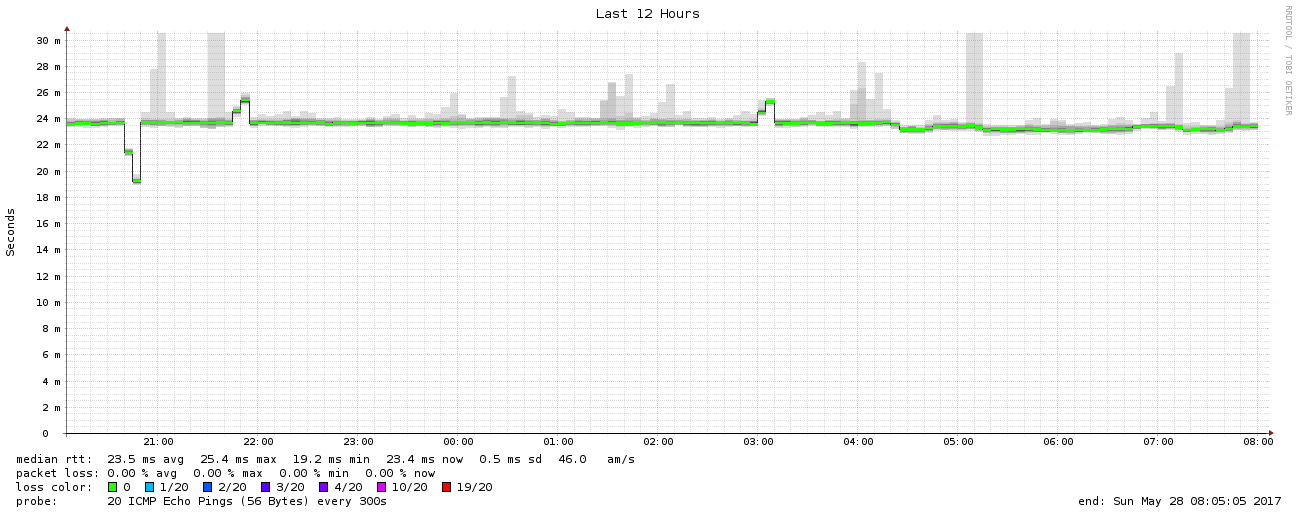 Last 12 Hours
RRDTOOL / TOBI OETIKER
Seconds
30 m
28 m
26 m
24 m
22 m
20 m
18 m
16 m
14 m
12 m
10 m
8 m
6 m
4 m
2 m
0
21:00 22:00 23:00 00:00 01:00 02:00 03:00 04:00 05:00 06:00 07:00 08:00
median rtt: 23.5 ms avg 25.4 ms max 19.2 ms min 23.4 ms now 0.5 ms sd 46.0 am/s
packet loss: 0.00 % avg 0.00 % max 0.00 % min 0.00 % now
loss color: 0 1/20 2/20 3/20 4/20 10/20 19/20
probe: 20 ICMP Echo Pings (56 Bytes) every 300s end: Sun May 28 08:05:05 2017